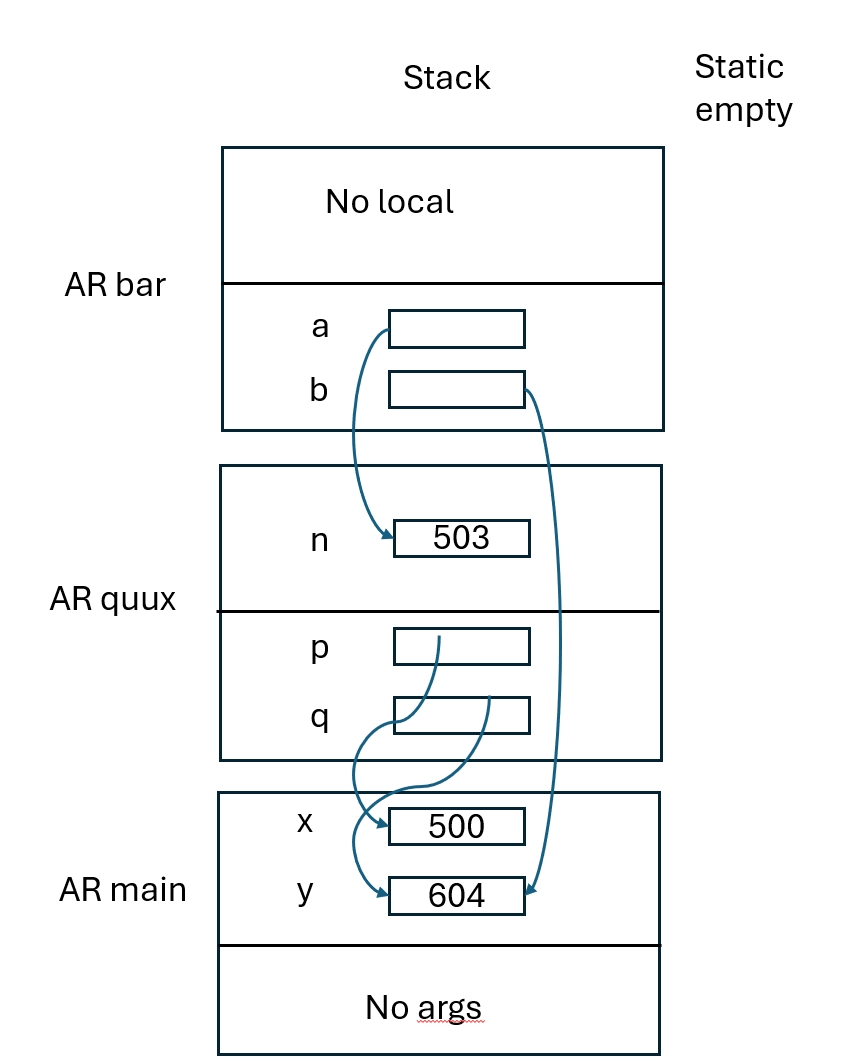 Stack
Static
empty
No local
AR bar
a
b
n
503
AR quux
p
q
x
500
AR main
y
604
No args